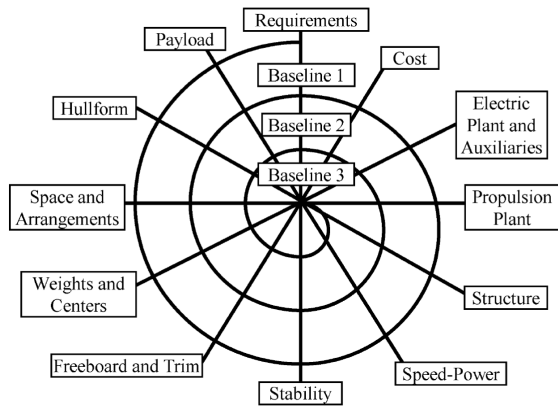 Requirements
Payload
Cost
Baseline 1
Hullform
Electric
Plant and
Auxiliaries
Baseline 2
Baseline 3
Space and
Arrangements
Propulsion
Plant
Weights and
Centers
Structure
Freeboard and Trim
Speed-Power
Stability